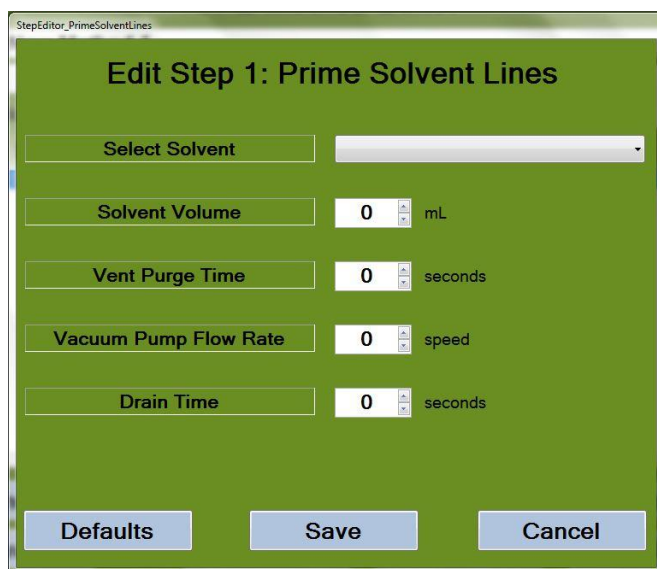 StepEditor_PrimeSolventLines
Edit Step 1: Prime Solvent Lines
Select Solvent
Solvent Volume 0 mL
Vent Purge Time 0 seconds
Vacuum Pump Flow Rate 0 speed
Drain Time 0 seconds
Defaults Save Cancel